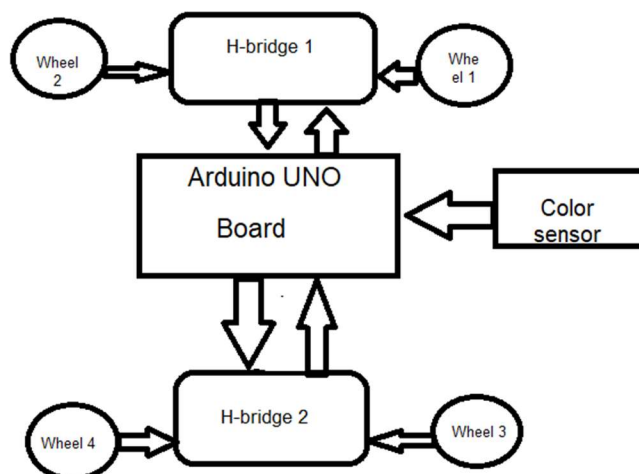 H-bridge 1
Wheel
2
Whe
el 1
Arduino UNO
Board
Color
sensor
H-bridge 2
Wheel 4
Wheel 3